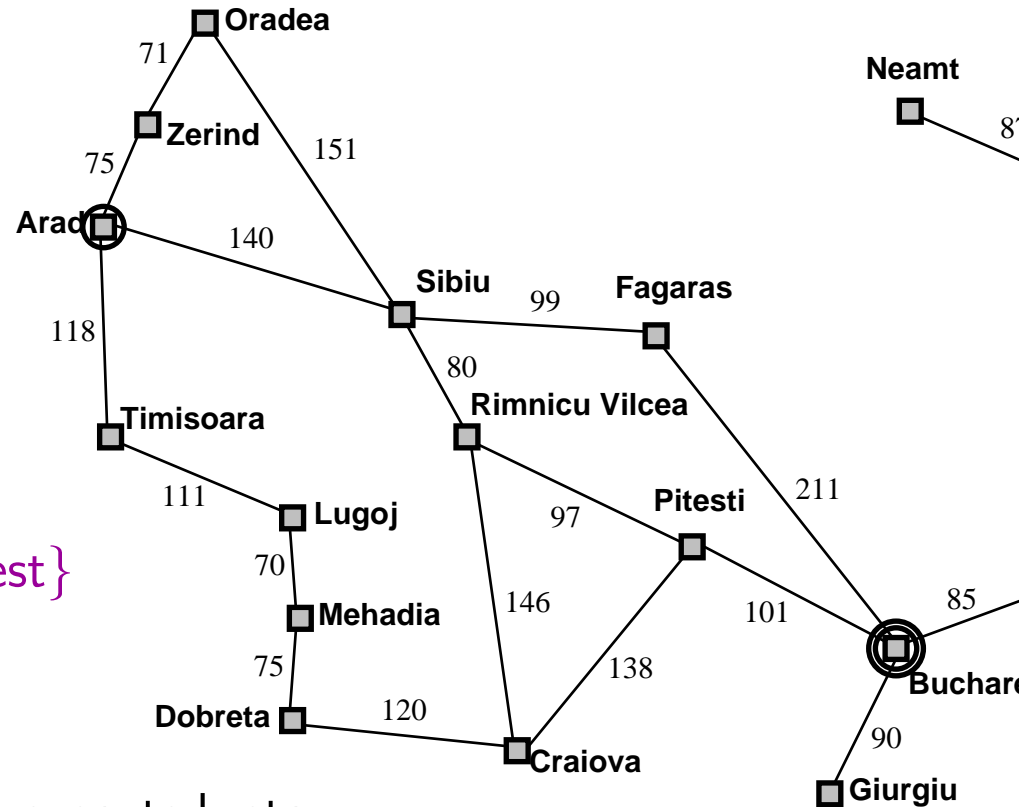 Oradea
71
Neamt
87
Zerind
151
75
Arad
140
Sibiu
Fagaras
99
118
80
Rimnicu Vilcea
Timisoara
211
Pitesti
111
97
Lugoj
est}
70
146
101
85
Mehadia
138
75
Buchare
Dobreta
120
90
Craiova
Giurgiu